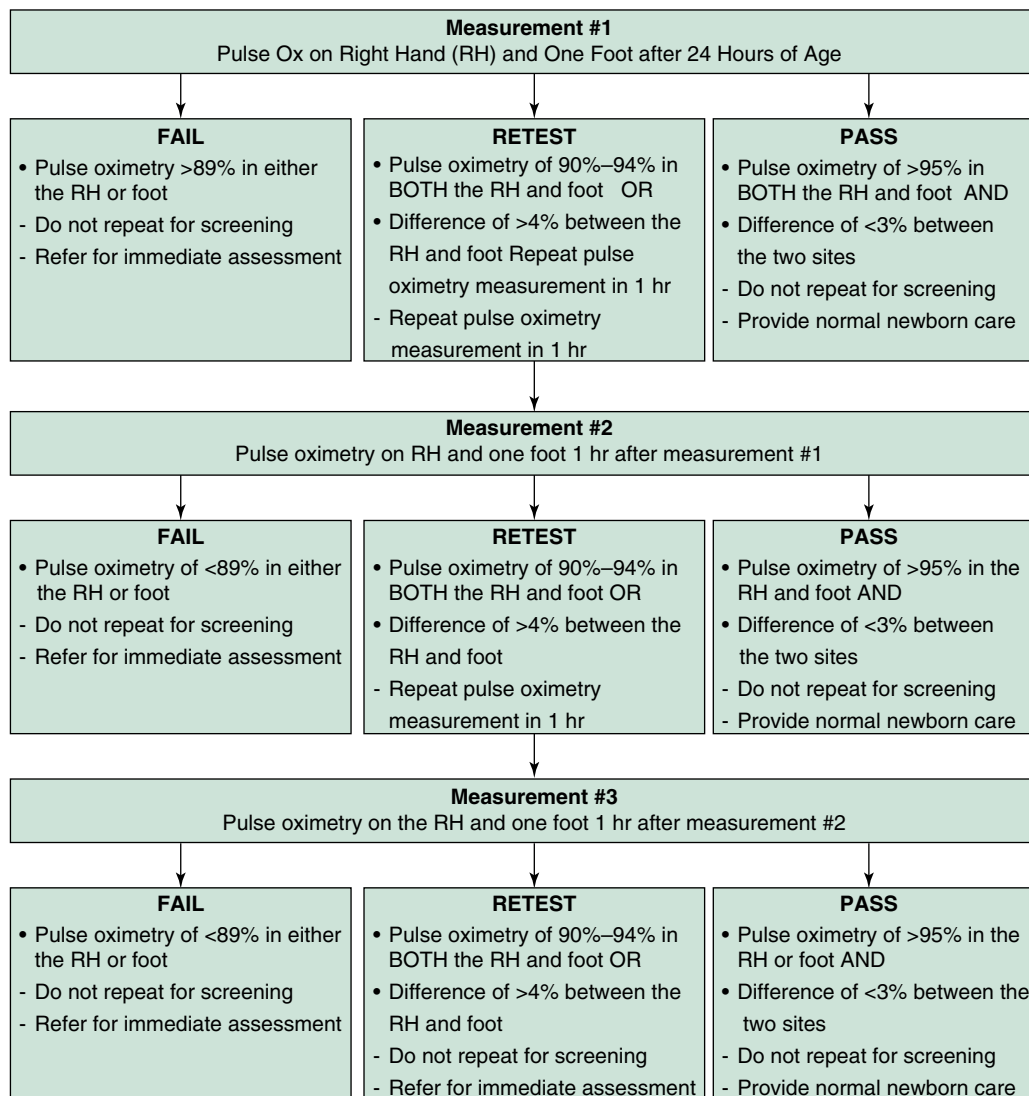 Measurement #1
Pulse Ox on Right Hand (RH) and One Foot after 24 Hours of Age
FAIL
• Pulse oximetry >89% in either
the RH or foot
- Do not repeat for screening
- Refer for immediate assessment
RETEST
• Pulse oximetry of 90%–94% in
BOTH the RH and foot OR
• Difference of >4% between the
RH and foot Repeat pulse
oximetry measurement in 1 hr
- Repeat pulse oximetry
measurement in 1 hr
PASS
• Pulse oximetry of >95% in
BOTH the RH and foot AND
• Difference of <3% between
the two sites
- Do not repeat for screening
- Provide normal newborn care
Measurement #2
Pulse oximetry on RH and one foot 1 hr after measurement #1
FAIL
• Pulse oximetry of <89% in either
the RH or foot
- Do not repeat for screening
- Refer for immediate assessment
RETEST
• Pulse oximetry of 90%–94% in
BOTH the RH and foot OR
• Difference of >4% between the
RH and foot
- Repeat pulse oximetry
measurement in 1 hr
PASS
• Pulse oximetry of >95% in the
RH and foot AND
• Difference of <3% between
the two sites
- Do not repeat for screening
- Provide normal newborn care
Measurement #3
Pulse oximetry on the RH and one foot 1 hr after measurement #2
FAIL
• Pulse oximetry of <89% in either
the RH or foot
- Do not repeat for screening
- Refer for immediate assessment
RETEST
• Pulse oximetry of 90%–94% in
BOTH the RH and foot OR
• Difference of >4% between the
RH and foot
- Do not repeat for screening
- Refer for immediate assessment
PASS
• Pulse oximetry of >95% in the
RH or foot AND
• Difference of <3% between the
two sites
- Do not repeat for screening
- Provide normal newborn care